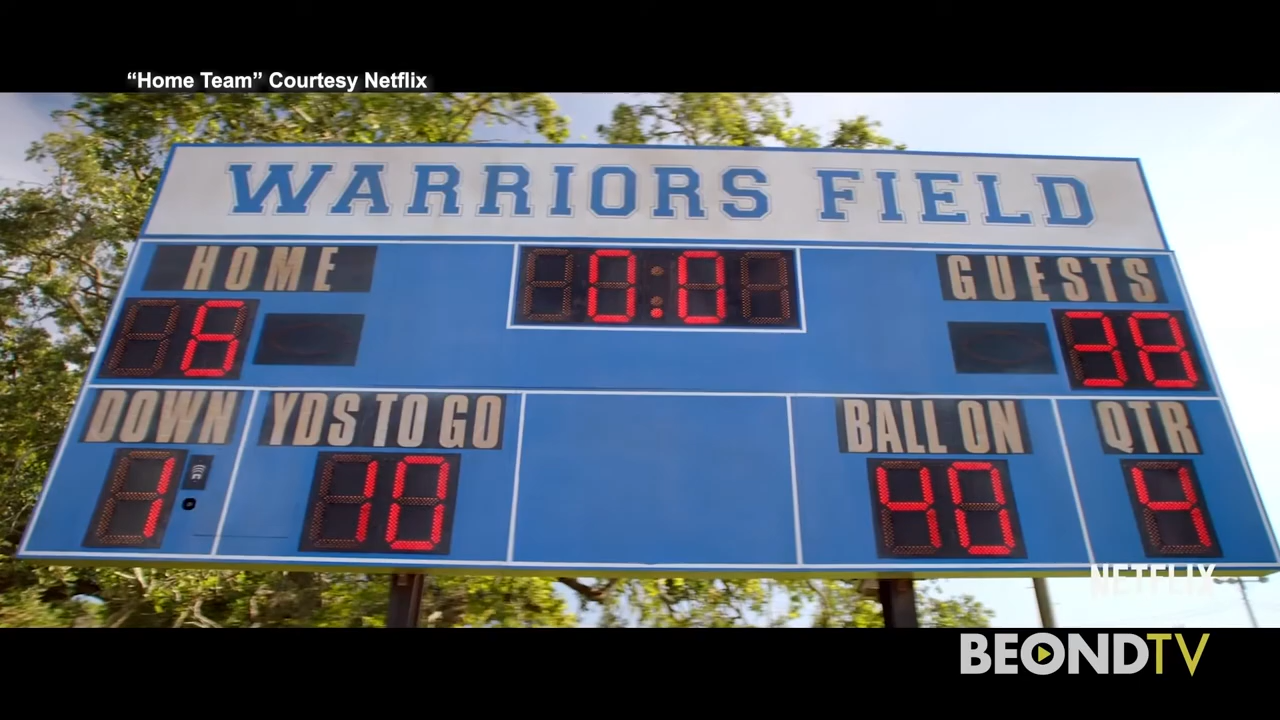 “Home Team” Courtesy Netflix
WARRIORS FIELD
HOME
0:0
GUESTS
6
38
DOWN
YDS TO GO
BALL ON
QTR
1
10
40
4
NETFLIX
BEONDTV